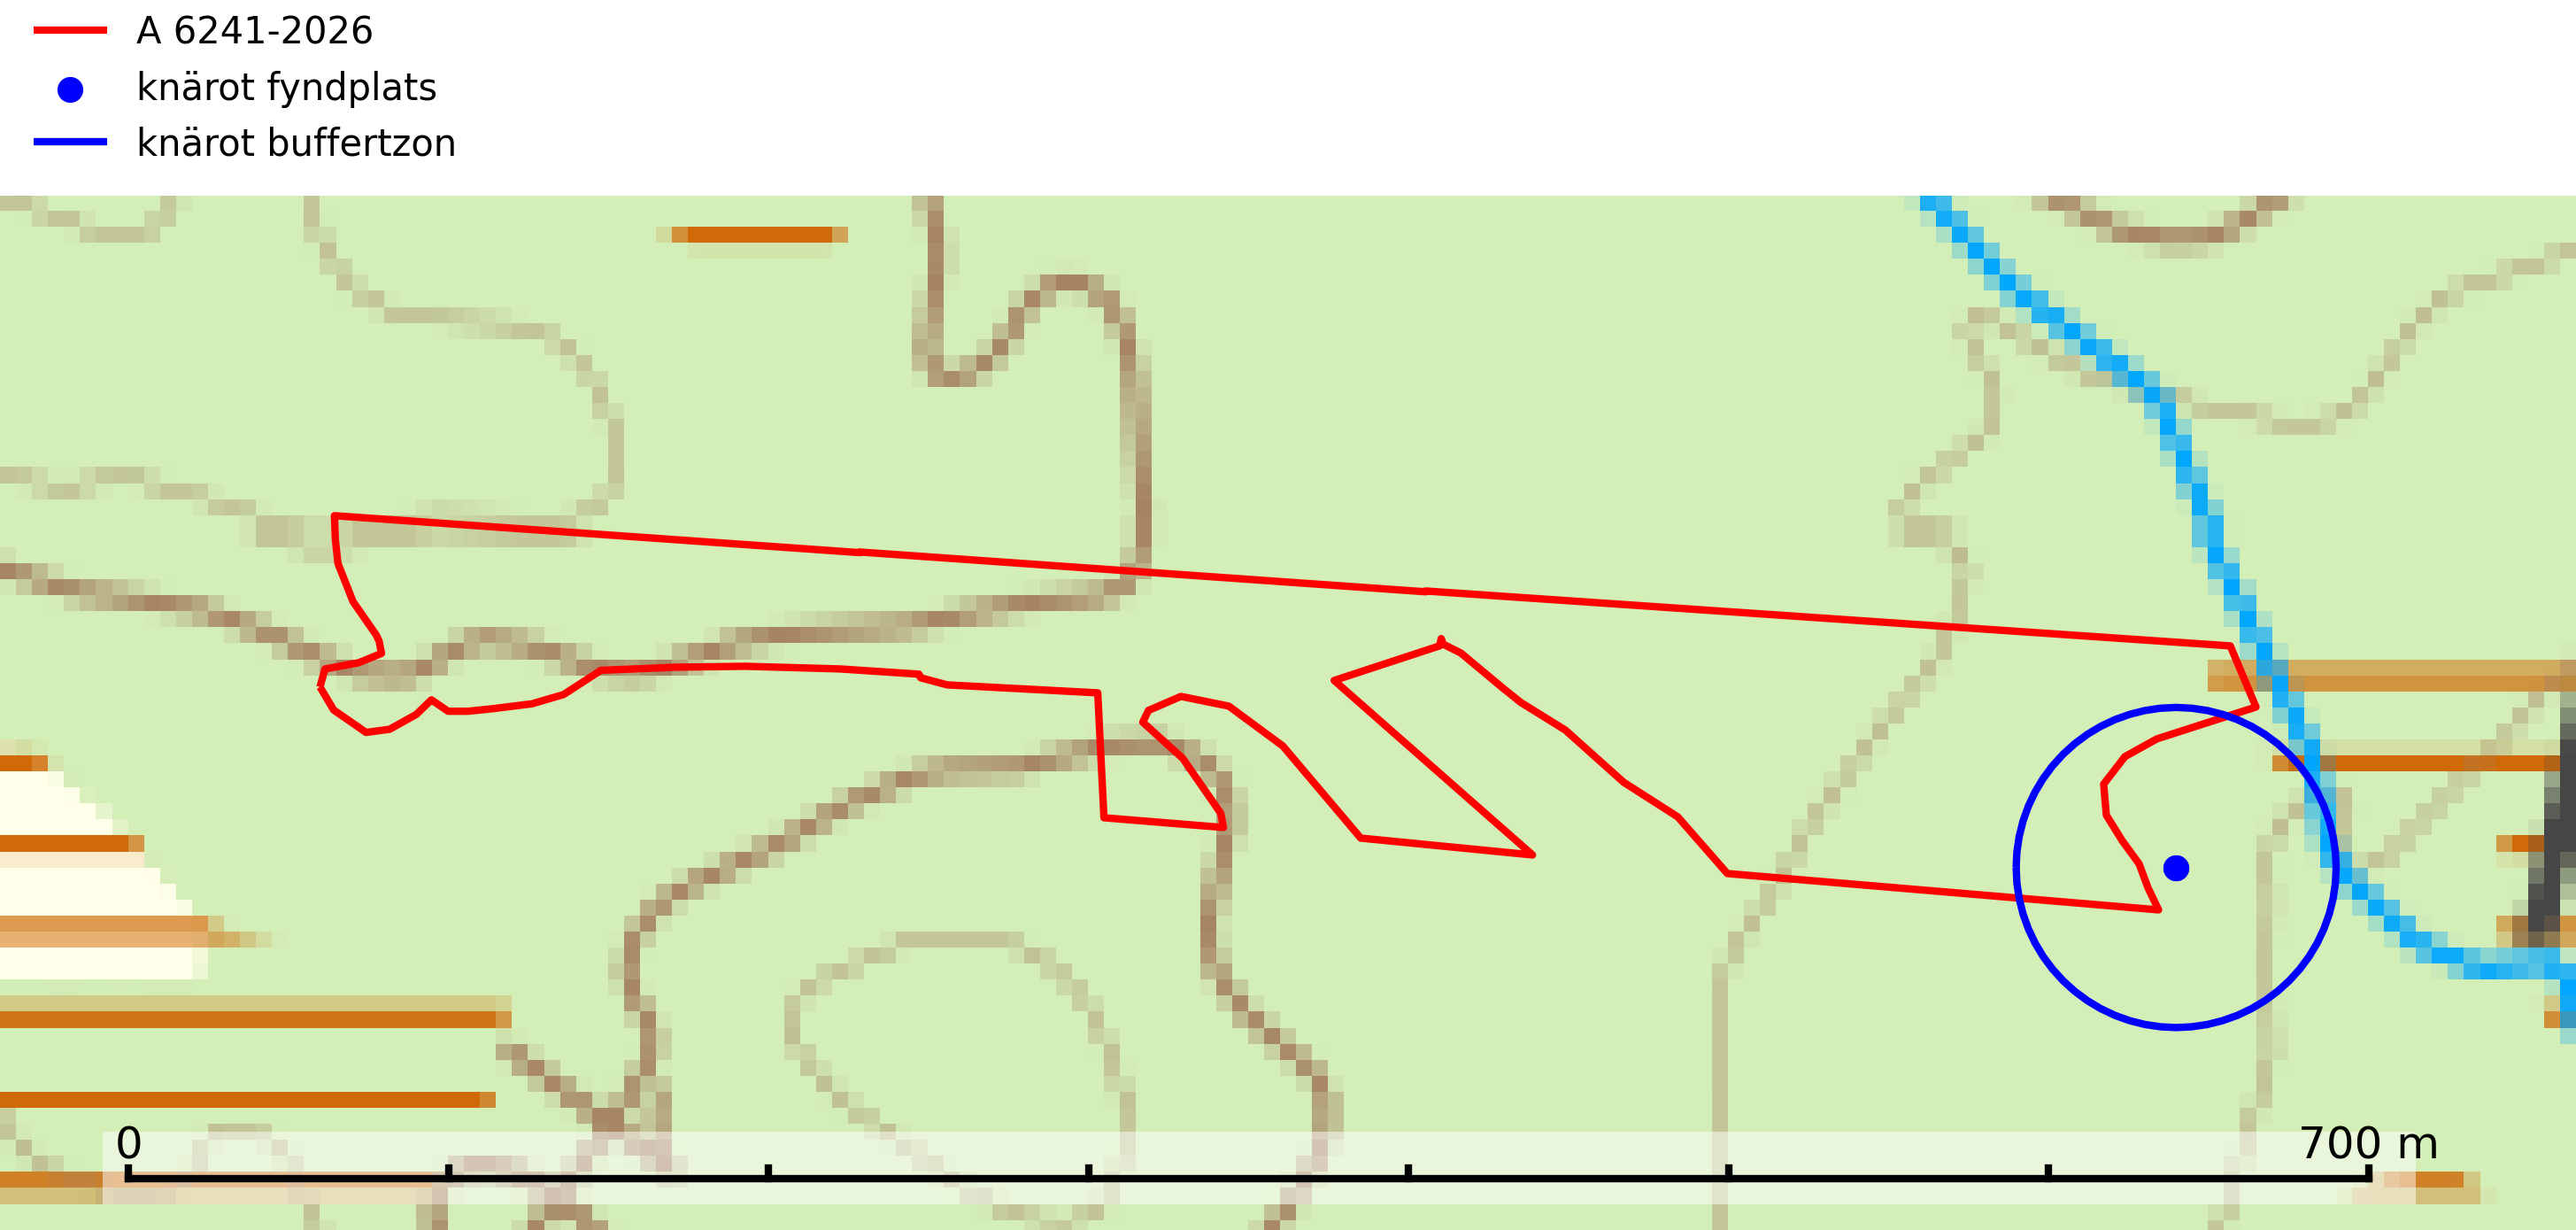 A 6241-2026
knärot fyndplats
knärot buffertzon
0 700 m